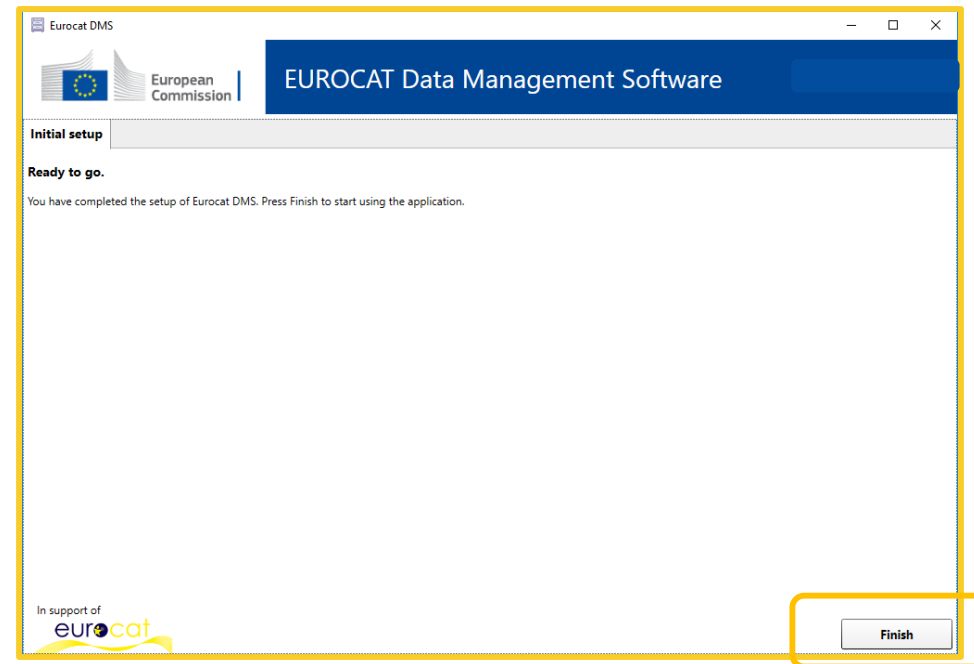 Eurocat DMS
European
Commission
EUROCAT Data Management Software
Initial setup
Ready to go.
You have completed the setup of Eurocat DMS. Press Finish to start using the application.
In support of
eurocat
Finish